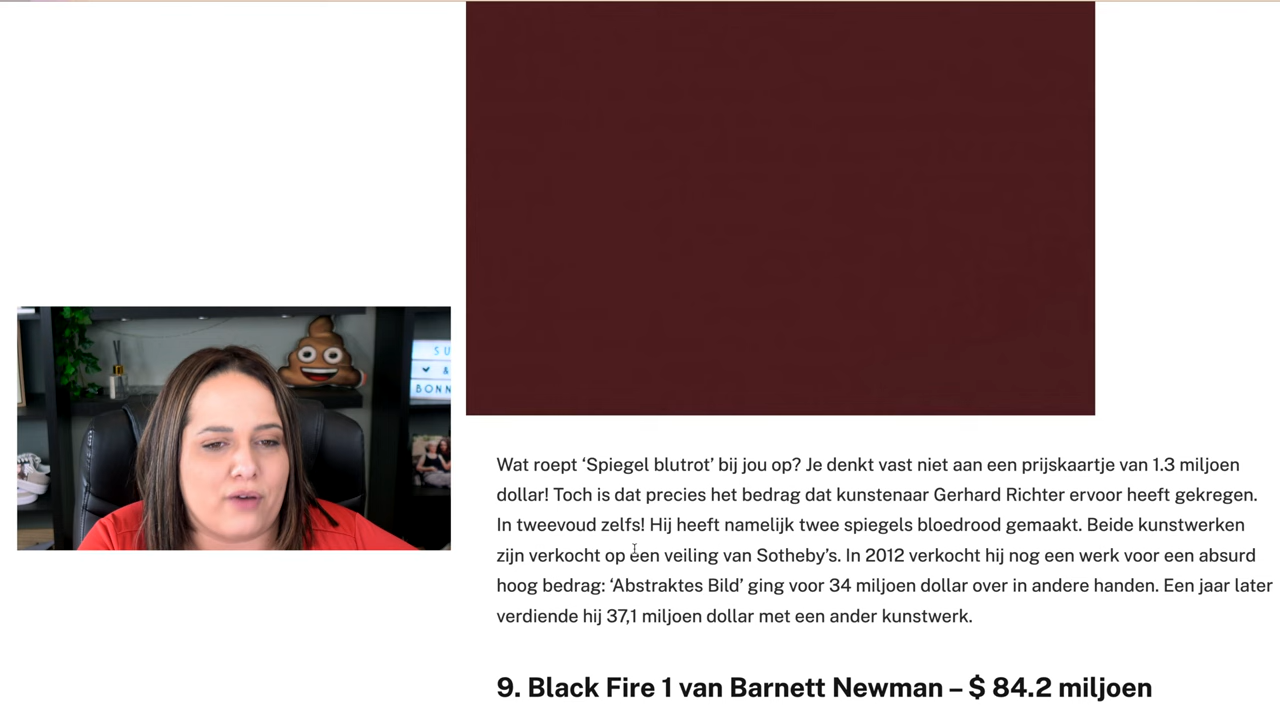 SU
&
BONN
Wat roept ‘Spiegel blutrot’ bij jou op? Je denkt vast niet aan een prijskaartje van 1.3 miljoen
dollar! Toch is dat precies het bedrag dat kunstenaar Gerhard Richter ervoor heeft gekregen.
In tweevoud zelfs! Hij heeft namelijk twee spiegels bloedrood gemaakt. Beide kunstwerken
zijn verkocht op een veiling van Sotheby’s. In 2012 verkocht hij nog een werk voor een absurd
hoog bedrag: ‘Abstraktes Bild’ ging voor 34 miljoen dollar over in andere handen. Een jaar later
verdiende hij 37,1 miljoen dollar met een ander kunstwerk.
9. Black Fire 1 van Barnett Newman – $ 84.2 miljoen